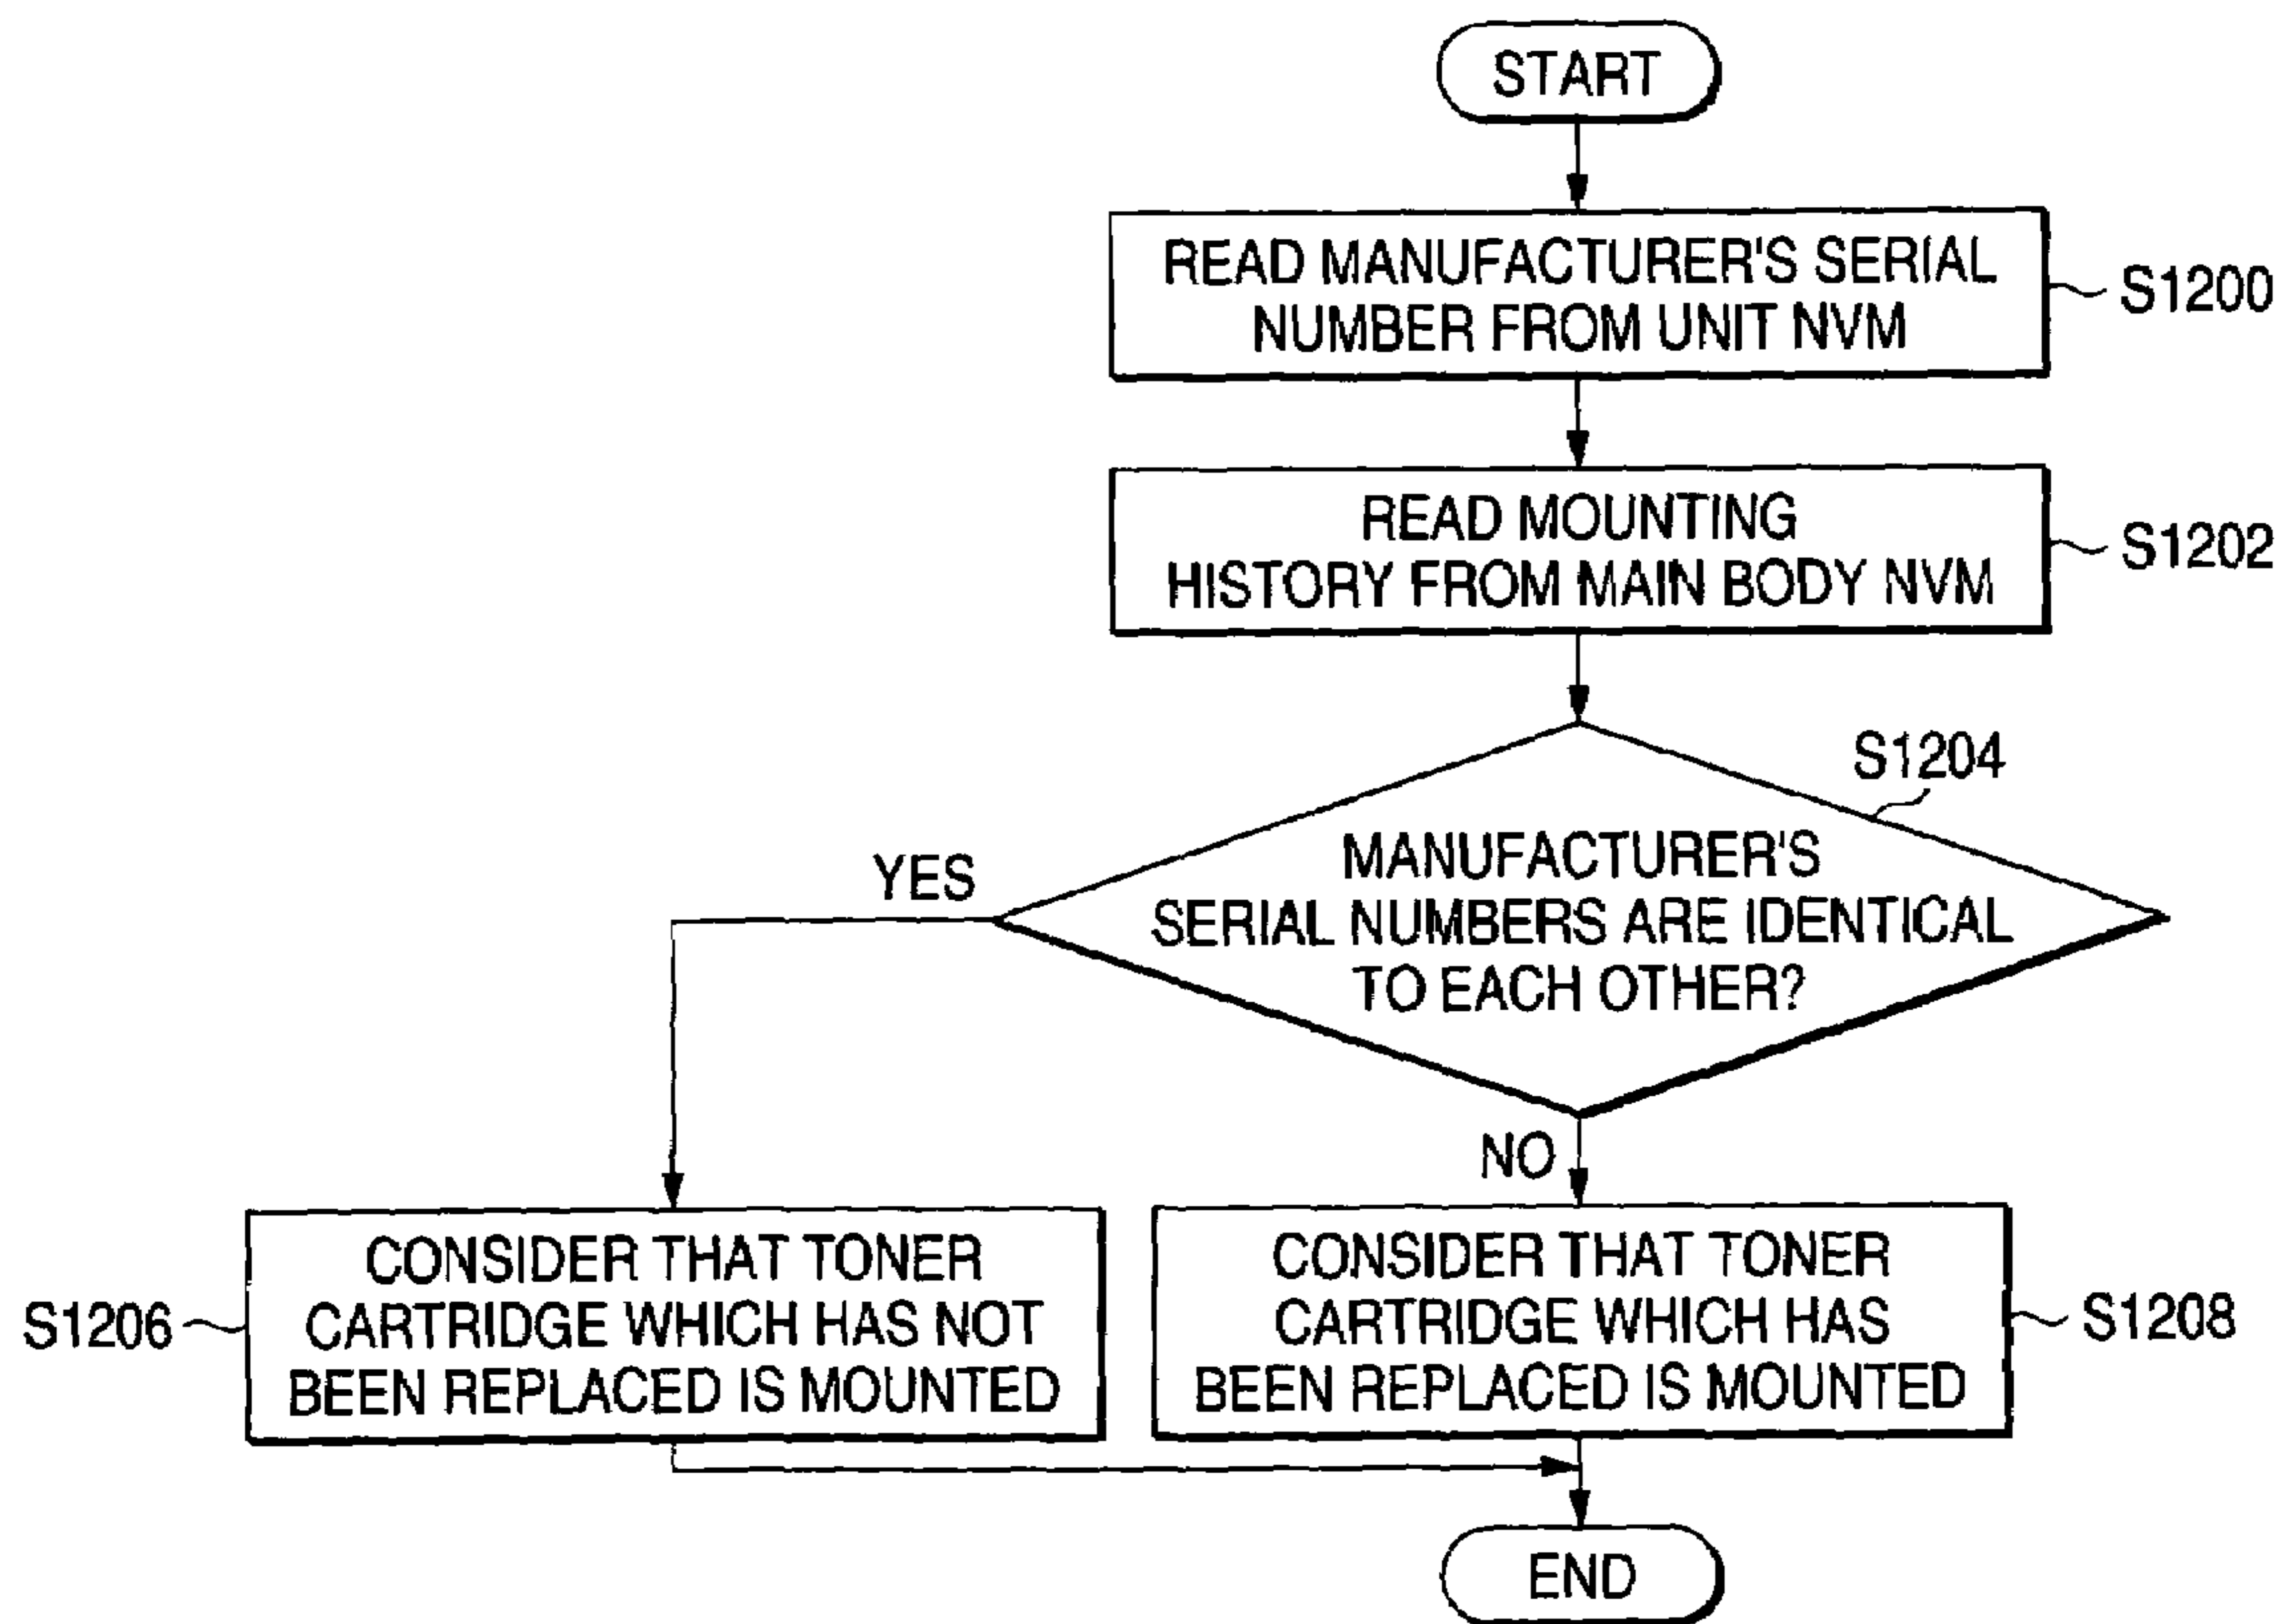 START
READ MANUFACTURER'S SERIAL
NUMBER FROM UNIT NVM
S1200
READ MOUNTING
HISTORY FROM MAIN BODY NVM
S1202
S1204
MANUFACTURER'S
SERIAL NUMBERS ARE IDENTICAL
TO EACH OTHER?
YES
NO
S1206
CONSIDER THAT TONER
CARTRIDGE WHICH HAS NOT
BEEN REPLACED IS MOUNTED
CONSIDER THAT TONER
CARTRIDGE WHICH HAS
BEEN REPLACED IS MOUNTED
S1208
END